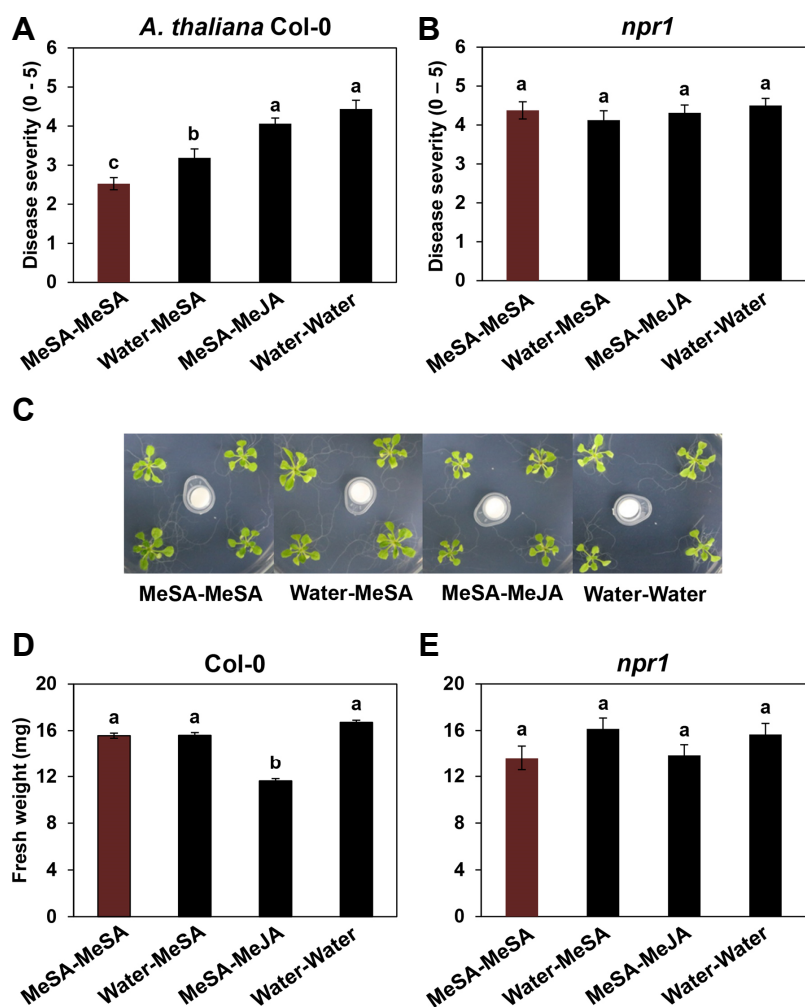 A
A. thaliana Col-0
Disease severity (0 - 5)
6
5
4
3
2
1
0
c
b
a
a
MeSA-MeSA
Water-MeSA
MeSA-MeJA
Water-Water
B
npr1
Disease severity (0 – 5)
6
5
4
3
2
1
0
a
a
a
a
MeSA-MeSA
Water-MeSA
MeSA-MeJA
Water-Water
C
MeSA-MeSA
Water-MeSA
MeSA-MeJA
Water-Water
D
Col-0
Fresh weight (mg)
20
16
12
8
4
0
a
a
b
a
MeSA-MeSA
Water-MeSA
MeSA-MeJA
Water-Water
E
npr1
20
16
12
8
4
0
a
a
a
a
MeSA-MeSA
Water-MeSA
MeSA-MeJA
Water-Water